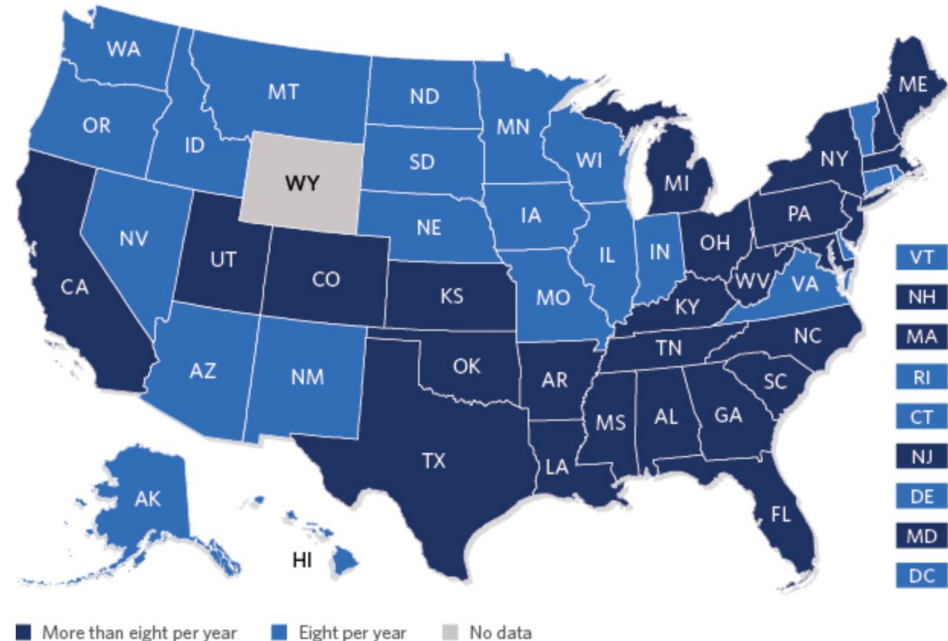 WA
MT
ND
MN
ME
OR
ID
SD
WI
NY
WY
MI
IA
PA
NV
NE
OH
IL
IN
UT
CO
WV
VA
CA
KS
MO
KY
NC
TN
OK
AZ
NM
AR
SC
MS
AL
GA
TX
LA
FL
AK
HI
VT
NH
MA
RI
CT
NJ
DE
MD
DC
More than eight per year Eight per year No data